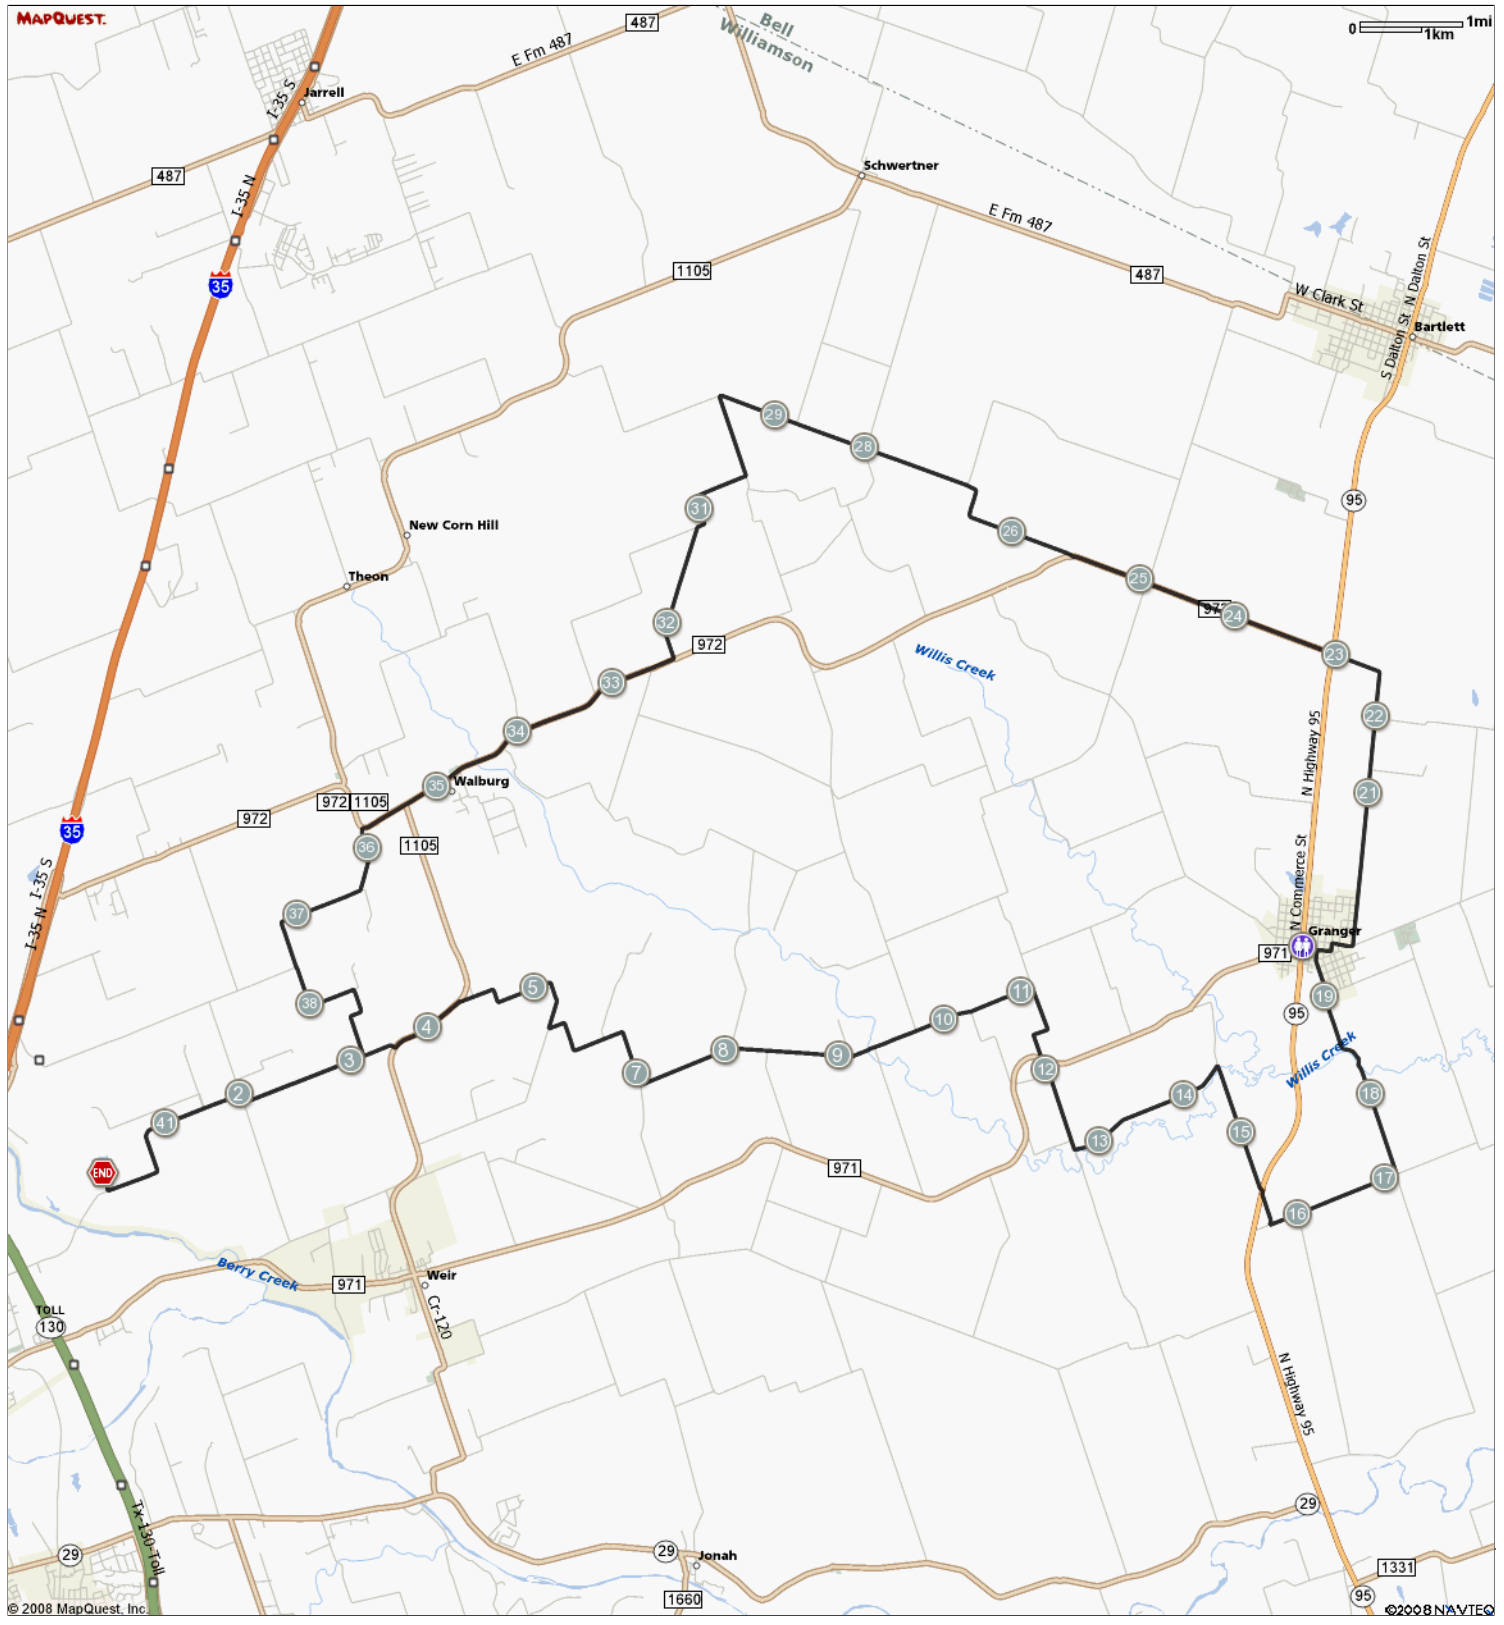 MAPQUEST.
487
Bell
Williamson
0
1mi
1km
E Fm 487
I-35 S
Jarrell
487
Schwertner
I-35 N
E Fm 487
1105
487
35
N Dalton St
W Clark St
Bartlett
S Dalton St
29
28
95
31
New Corn Hill
26
Theon
25
24
32
972
Willis Creek
23
33
22
34
N Highway 95
35
Walburg
21
972
1105
972
35
1105
36
I-35 S
N Commerce St
37
I-35 N
Granger
971
5
11
19
38
95
10
4
Willis Creek
8
9
3
12
7
2
14
18
41
15
13
END
971
17
16
Berry Creek
Weir
971
TOLL
130
Cr-120
N Highway 95
29
Tx-130-Toll
29
29
Jonah
1331
1660
95
© 2008 MapQuest, Inc.
©2008 NAVTEQ